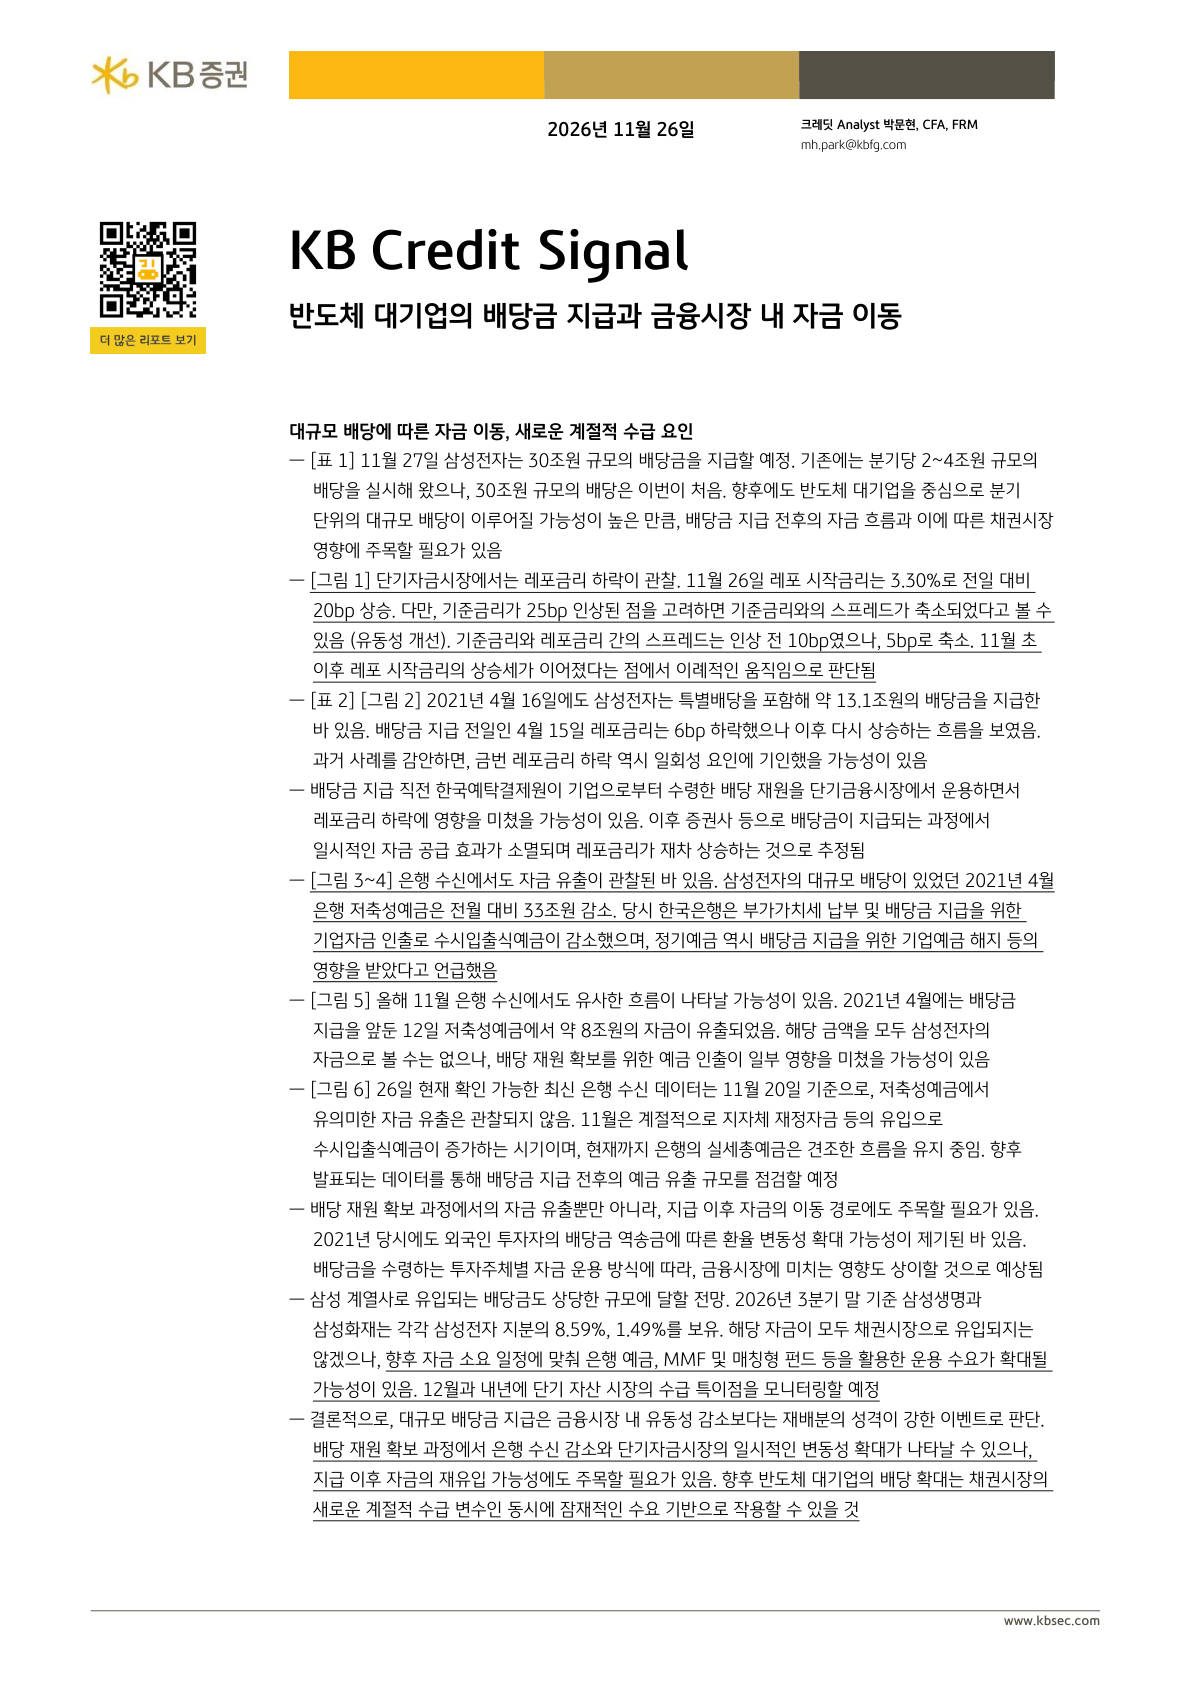 KB증권
2026년 11월 26일
크레딧 Analyst 박문현, CFA, FRM
mh.park@kbfg.com
더 많은 리포트 보기
KB Credit Signal
반도체 대기업의 배당금 지급과 금융시장 내 자금 이동
대규모 배당에 따른 자금 이동, 새로운 계절적 수급 요인
— [표 1] 11월 27일 삼성전자는 30조원 규모의 배당금을 지급할 예정. 기존에는 분기당 2~4조원 규모의
배당을 실시해 왔으나, 30조원 규모의 배당은 이번이 처음. 향후에도 반도체 대기업을 중심으로 분기
단위의 대규모 배당이 이루어질 가능성이 높은 만큼, 배당금 지급 전후의 자금 흐름과 이에 따른 채권시장
영향에 주목할 필요가 있음
— [그림 1] 단기자금시장에서는 레포금리 하락이 관찰. 11월 26일 레포 시작금리는 3.30%로 전일 대비
20bp 상승. 다만, 기준금리가 25bp 인상된 점을 고려하면 기준금리와의 스프레드가 축소되었다고 볼 수
있음 (유동성 개선). 기준금리와 레포금리 간의 스프레드는 인상 전 10bp였으나, 5bp로 축소. 11월 초
이후 레포 시작금리의 상승세가 이어졌다는 점에서 이례적인 움직임으로 판단됨
— [표 2] [그림 2] 2021년 4월 16일에도 삼성전자는 특별배당을 포함해 약 13.1조원의 배당금을 지급한
바 있음. 배당금 지급 전일인 4월 15일 레포금리는 6bp 하락했으나 이후 다시 상승하는 흐름을 보였음.
과거 사례를 감안하면, 금번 레포금리 하락 역시 일회성 요인에 기인했을 가능성이 있음
— 배당금 지급 직전 한국예탁결제원이 기업으로부터 수령한 배당 재원을 단기금융시장에서 운용하면서
레포금리 하락에 영향을 미쳤을 가능성이 있음. 이후 증권사 등으로 배당금이 지급되는 과정에서
일시적인 자금 공급 효과가 소멸되며 레포금리가 재차 상승하는 것으로 추정됨
— [그림 3~4] 은행 수신에서도 자금 유출이 관찰된 바 있음. 삼성전자의 대규모 배당이 있었던 2021년 4월
은행 저축성예금은 전월 대비 33조원 감소. 당시 한국은행은 부가가치세 납부 및 배당금 지급을 위한
기업자금 인출로 수시입출식예금이 감소했으며, 정기예금 역시 배당금 지급을 위한 기업예금 해지 등의
영향을 받았다고 언급했음
— [그림 5] 올해 11월 은행 수신에서도 유사한 흐름이 나타날 가능성이 있음. 2021년 4월에는 배당금
지급을 앞둔 12일 저축성예금에서 약 8조원의 자금이 유출되었음. 해당 금액을 모두 삼성전자의
자금으로 볼 수는 없으나, 배당 재원 확보를 위한 예금 인출이 일부 영향을 미쳤을 가능성이 있음
— [그림 6] 26일 현재 확인 가능한 최신 은행 수신 데이터는 11월 20일 기준으로, 저축성예금에서
유의미한 자금 유출은 관찰되지 않음. 11월은 계절적으로 지자체 재정자금 등의 유입으로
수시입출식예금이 증가하는 시기이며, 현재까지 은행의 실세총예금은 견조한 흐름을 유지 중임. 향후
발표되는 데이터를 통해 배당금 지급 전후의 예금 유출 규모를 점검할 예정
— 배당 재원 확보 과정에서의 자금 유출뿐만 아니라, 지급 이후 자금의 이동 경로에도 주목할 필요가 있음.
2021년 당시에도 외국인 투자자의 배당금 역송금에 따른 환율 변동성 확대 가능성이 제기된 바 있음.
배당금을 수령하는 투자주체별 자금 운용 방식에 따라, 금융시장에 미치는 영향도 상이할 것으로 예상됨
— 삼성 계열사로 유입되는 배당금도 상당한 규모에 달할 전망. 2026년 3분기 말 기준 삼성생명과
삼성화재는 각각 삼성전자 지분의 8.59%, 1.49%를 보유. 해당 자금이 모두 채권시장으로 유입되지는
않겠으나, 향후 자금 소요 일정에 맞춰 은행 예금, MMF 및 매칭형 펀드 등을 활용한 운용 수요가 확대될
가능성이 있음. 12월과 내년에 단기 자산 시장의 수급 특이점을 모니터링할 예정
— 결론적으로, 대규모 배당금 지급은 금융시장 내 유동성 감소보다는 재배분의 성격이 강한 이벤트로 판단.
배당 재원 확보 과정에서 은행 수신 감소와 단기자금시장의 일시적인 변동성 확대가 나타날 수 있으나,
지급 이후 자금의 재유입 가능성에도 주목할 필요가 있음. 향후 반도체 대기업의 배당 확대는 채권시장의
새로운 계절적 수급 변수인 동시에 잠재적인 수요 기반으로 작용할 수 있을 것
www.kbsec.com